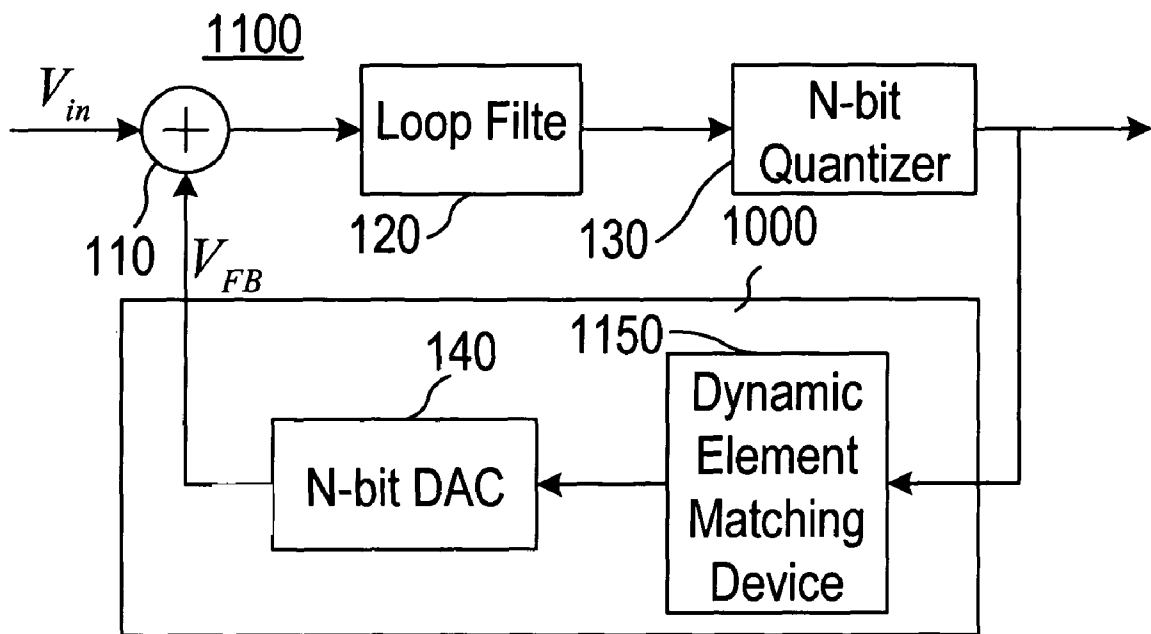 1100
V_in
+
Loop Filte
N-bit
Quantizer
110
120
130
1000
V_FB
1150
140
Dynamic
Element
Matching
Device
N-bit DAC